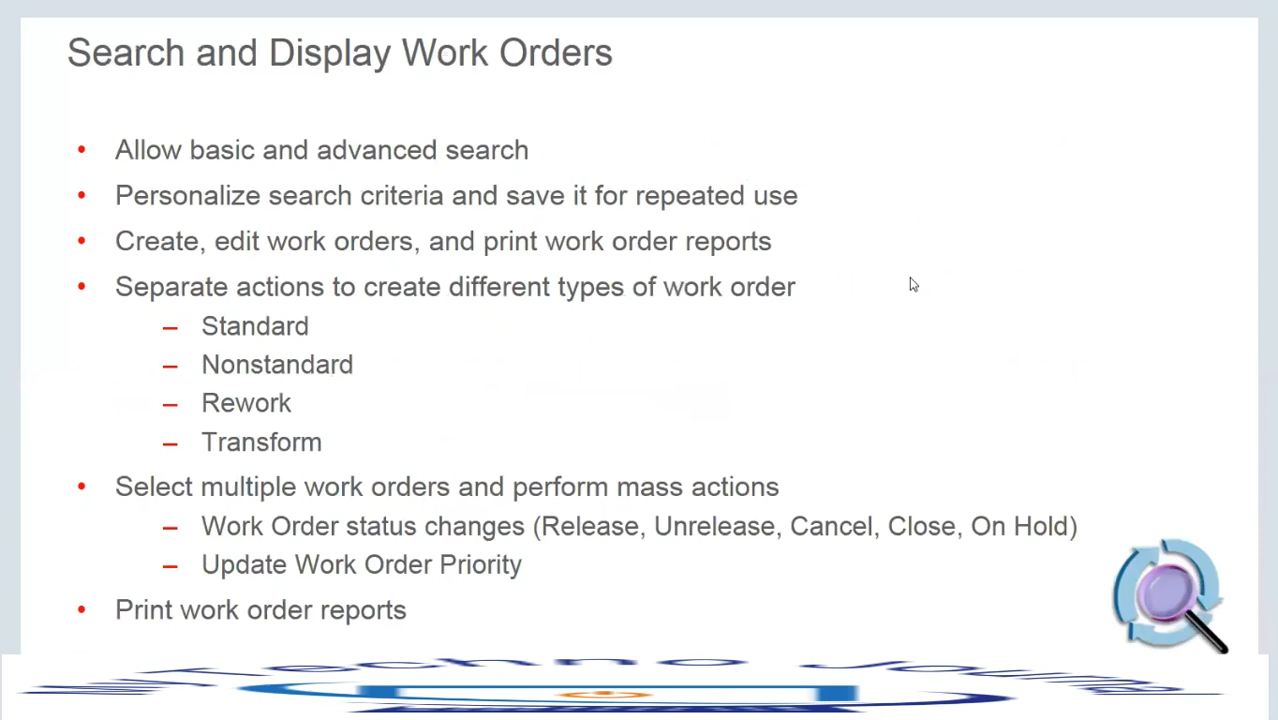 Search and Display Work Orders
• Allow basic and advanced search
• Personalize search criteria and save it for repeated use
• Create, edit work orders, and print work order reports
• Separate actions to create different types of work order
– Standard
– Nonstandard
– Rework
– Transform
• Select multiple work orders and perform mass actions
– Work Order status changes (Release, Unrelease, Cancel, Close, On Hold)
– Update Work Order Priority
• Print work order reports